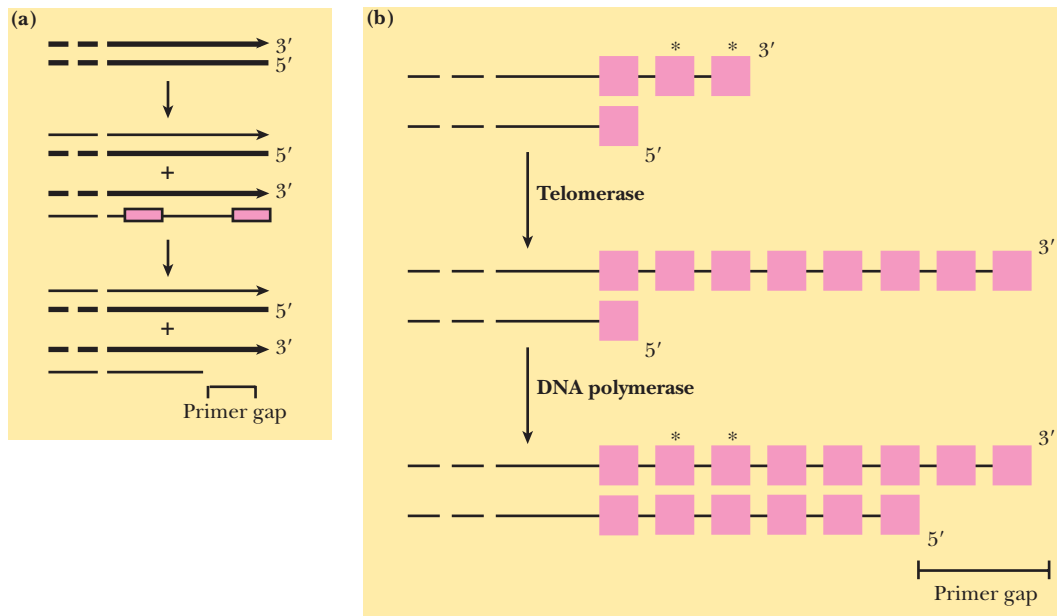 (a)
3′
5′
5′
+
3′
5′
+
3′
Primer gap
(b)
* * 3′
5′
Telomerase
3′
5′
DNA polymerase
* * 3′
5′
Primer gap